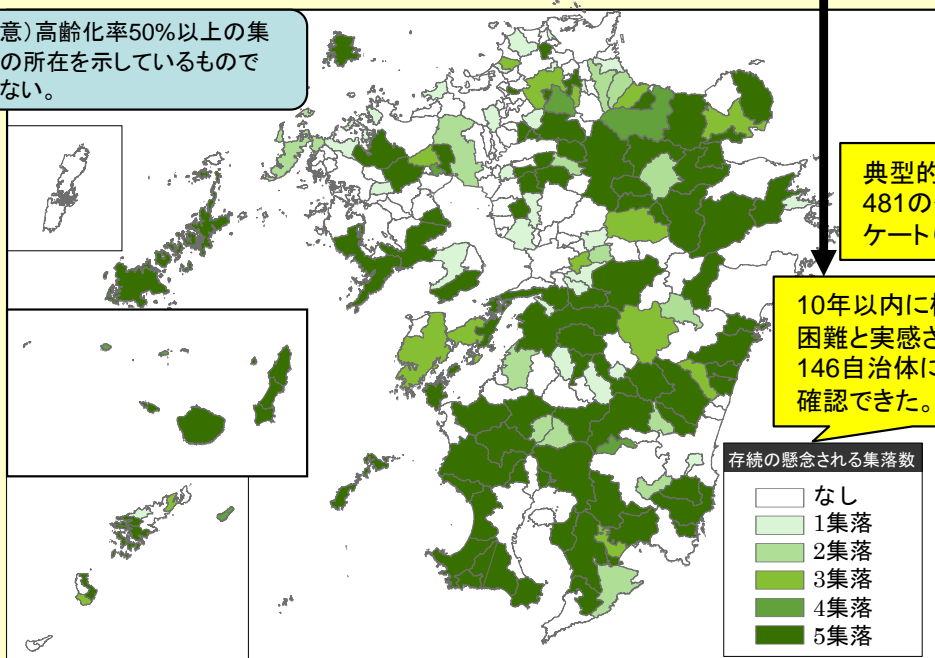 意）高齢化率50%以上の集
の所在を示しているもので
ない。
典型的
481の
ケート
10年以内に
困難と実感さ
146自治体に
確認できた。
存続の懸念される集落数
なし
1集落
2集落
3集落
4集落
5集落